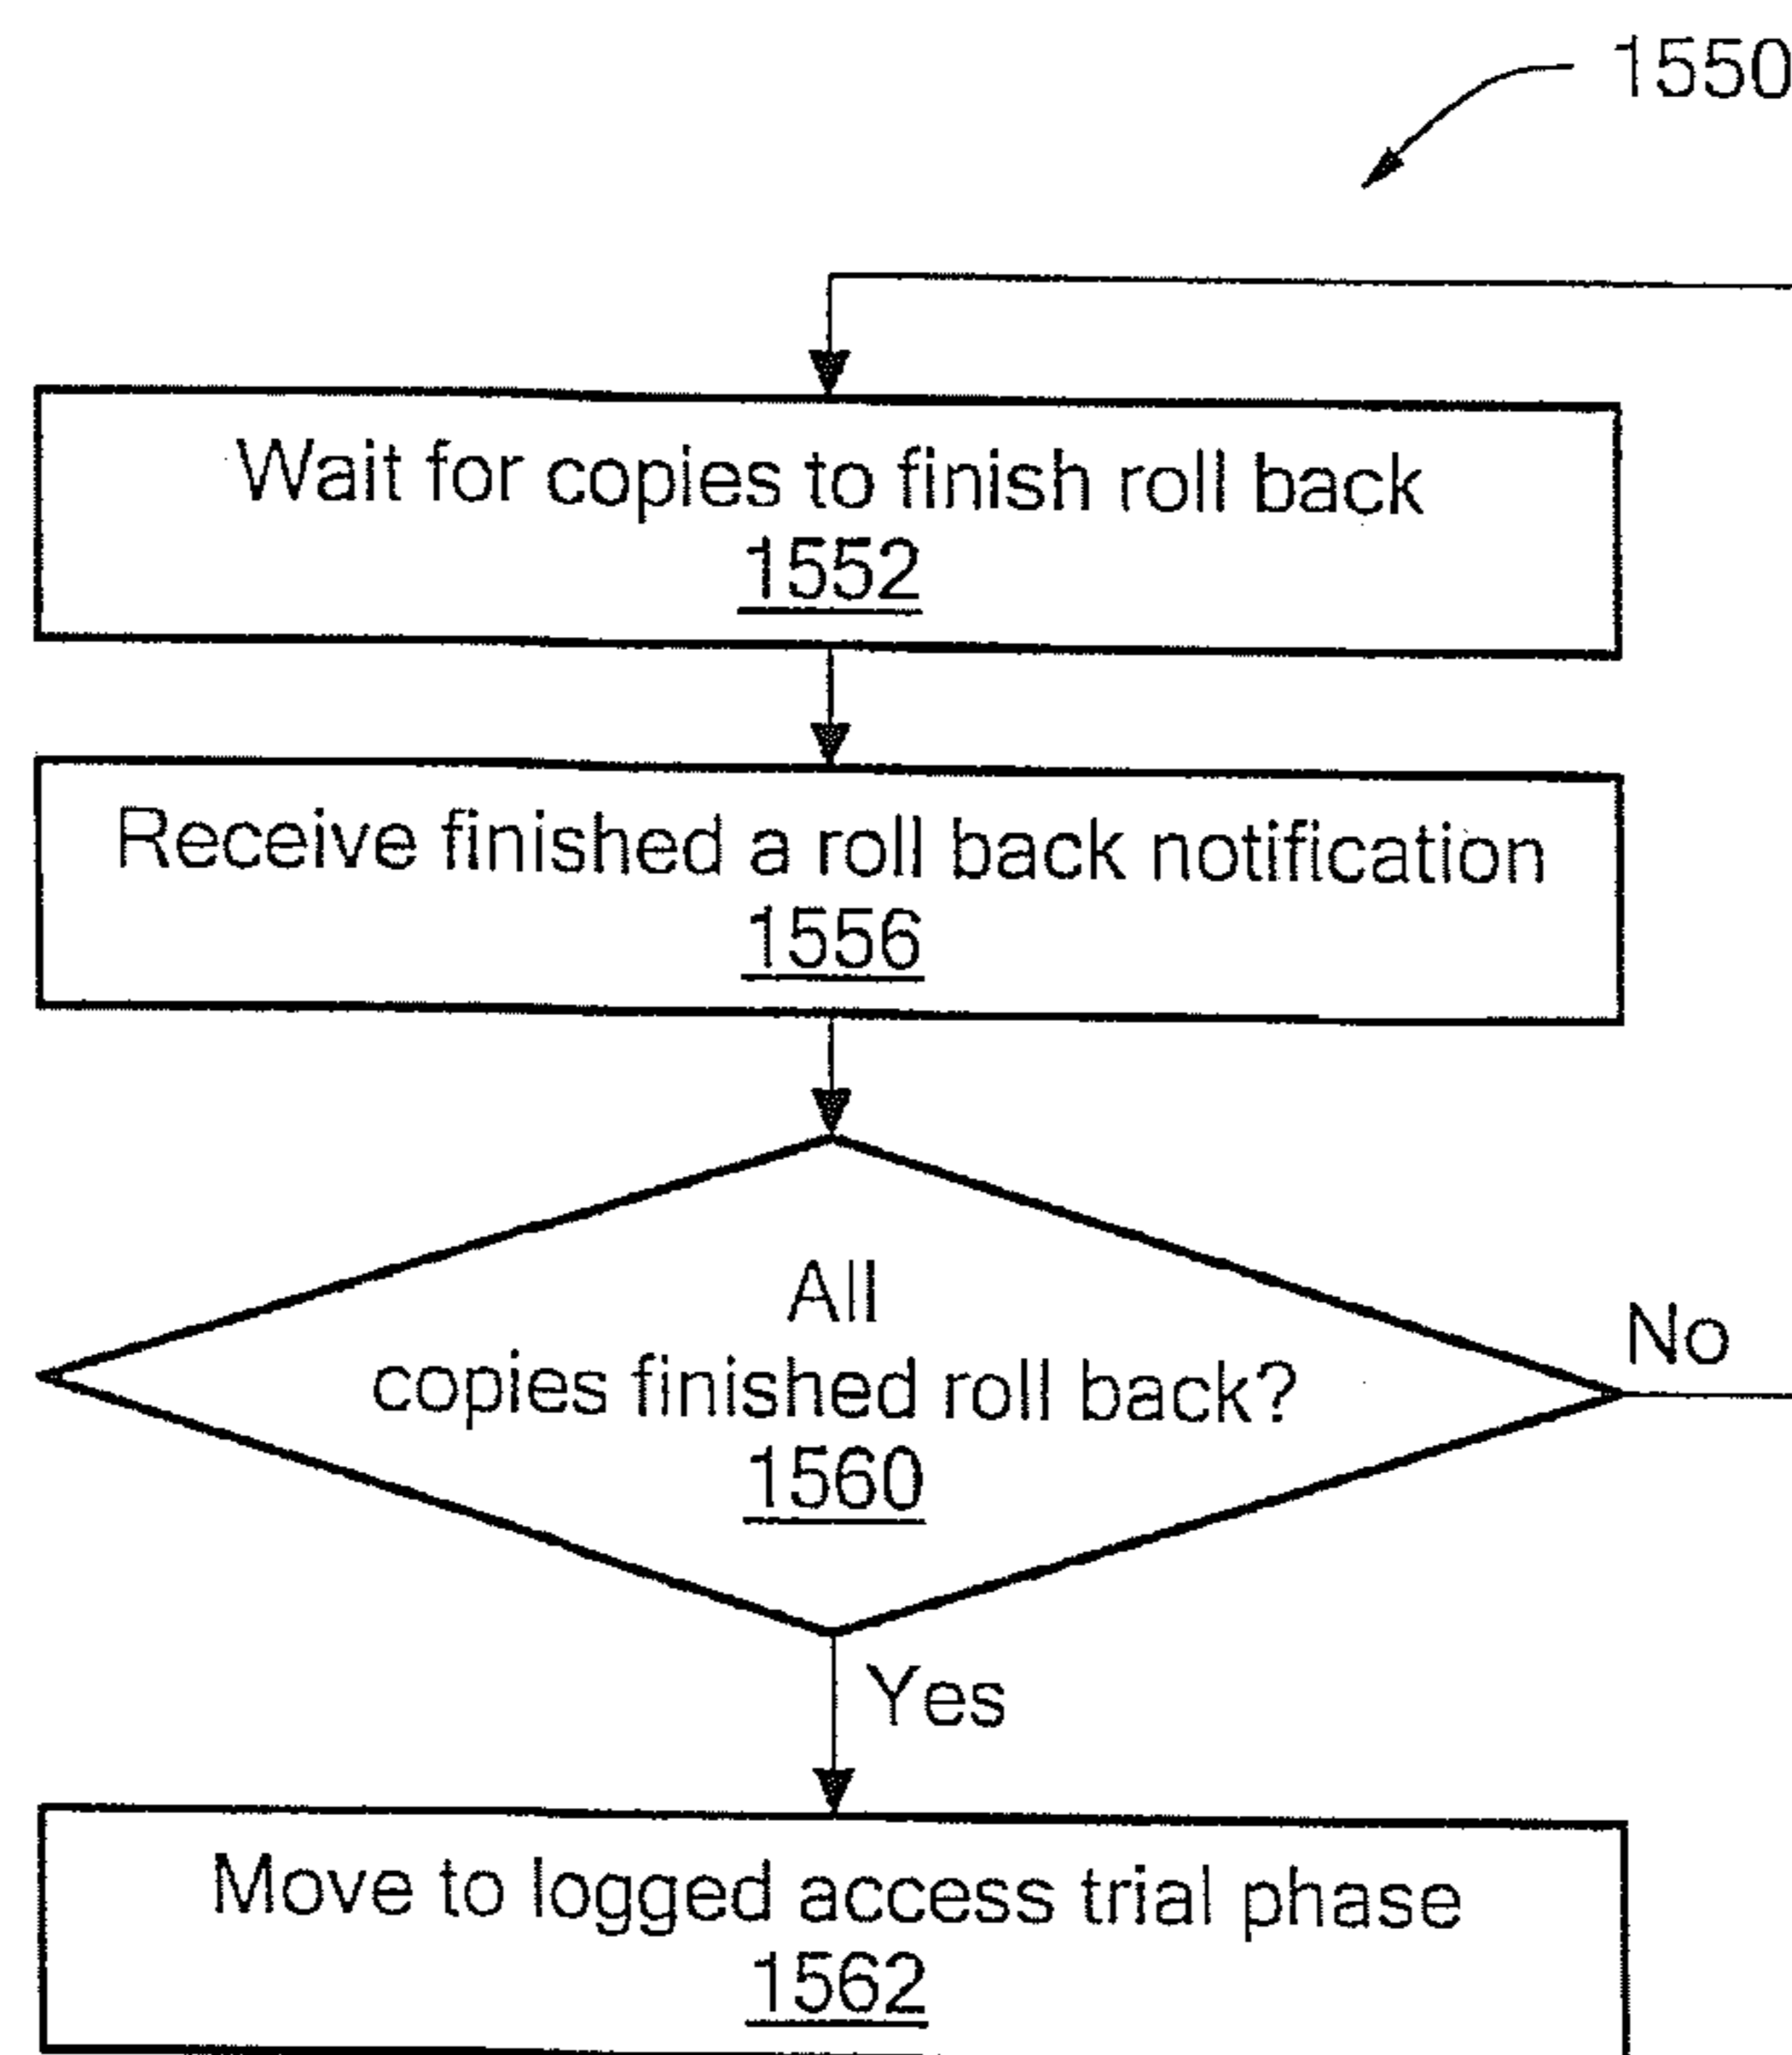 1550
Wait for copies to finish roll back
1552
Receive finished a roll back notification
1556
All
copies finished roll back?
1560
No
Yes
Move to logged access trial phase
1562